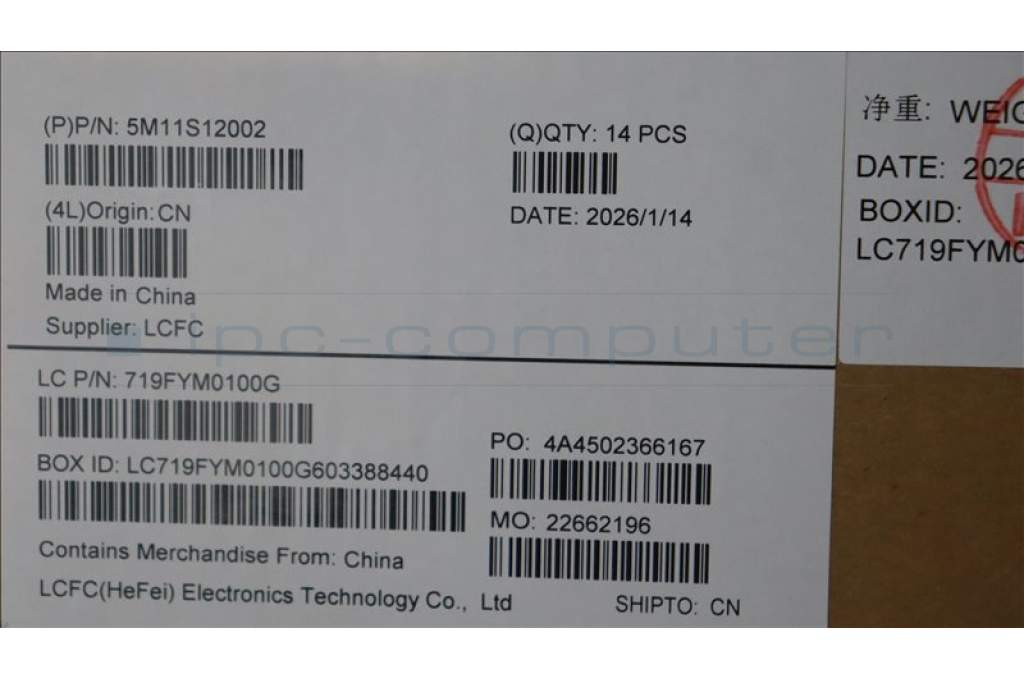 (P)P/N: 5M11S12002
(4L)Origin: CN
Made in China
Supplier: LCFC
(Q)QTY: 14 PCS
DATE: 2026/1/14
LC P/N: 719FYM0100G
BOX ID: LC719FYM0100G603388440
Contains Merchandise From: China
LCFC(HeFei) Electronics Technology Co., Ltd
PO: 4A4502366167
MO: 22662196
SHIPTO: CN
净重:
DATE: 2026
BOXID:
LC719FYM0
ipc-computer